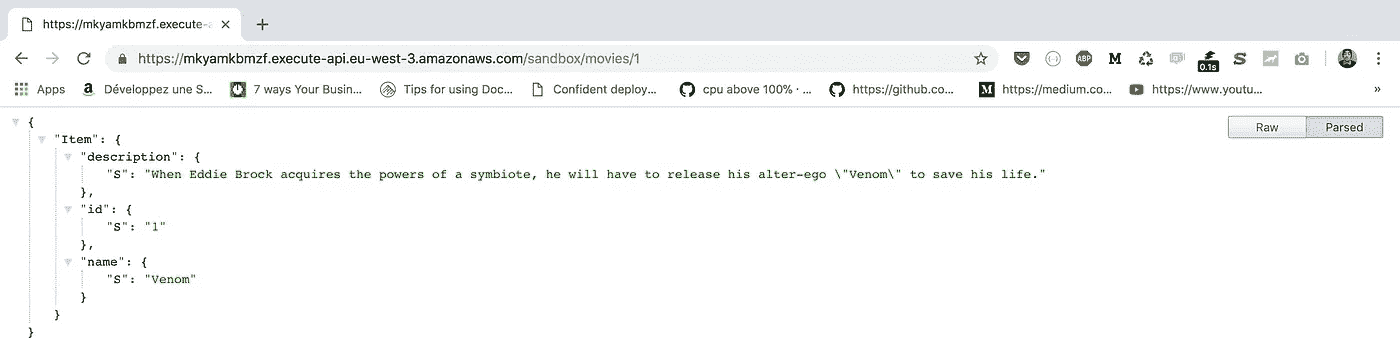 https://mkyamkbmzf.execute-
https://mkyamkbmzf.execute-api.eu-west-3.amazonaws.com/sandbox/movies/1
ABP M 0.1s S
Apps a Développez une S... 7 ways Your Busin... Tips for using Doc... Confident deploy... cpu above 100% · ... https://github.co... M https://medium.co... https://www.youtu... »
Raw Parsed
{
"Item": {
"description": {
"S": "When Eddie Brock acquires the powers of a symbiote, he will have to release his alter-ego \"Venom\" to save his life."
},
"id": {
"S": "1"
},
"name": {
"S": "Venom"
}
}
}